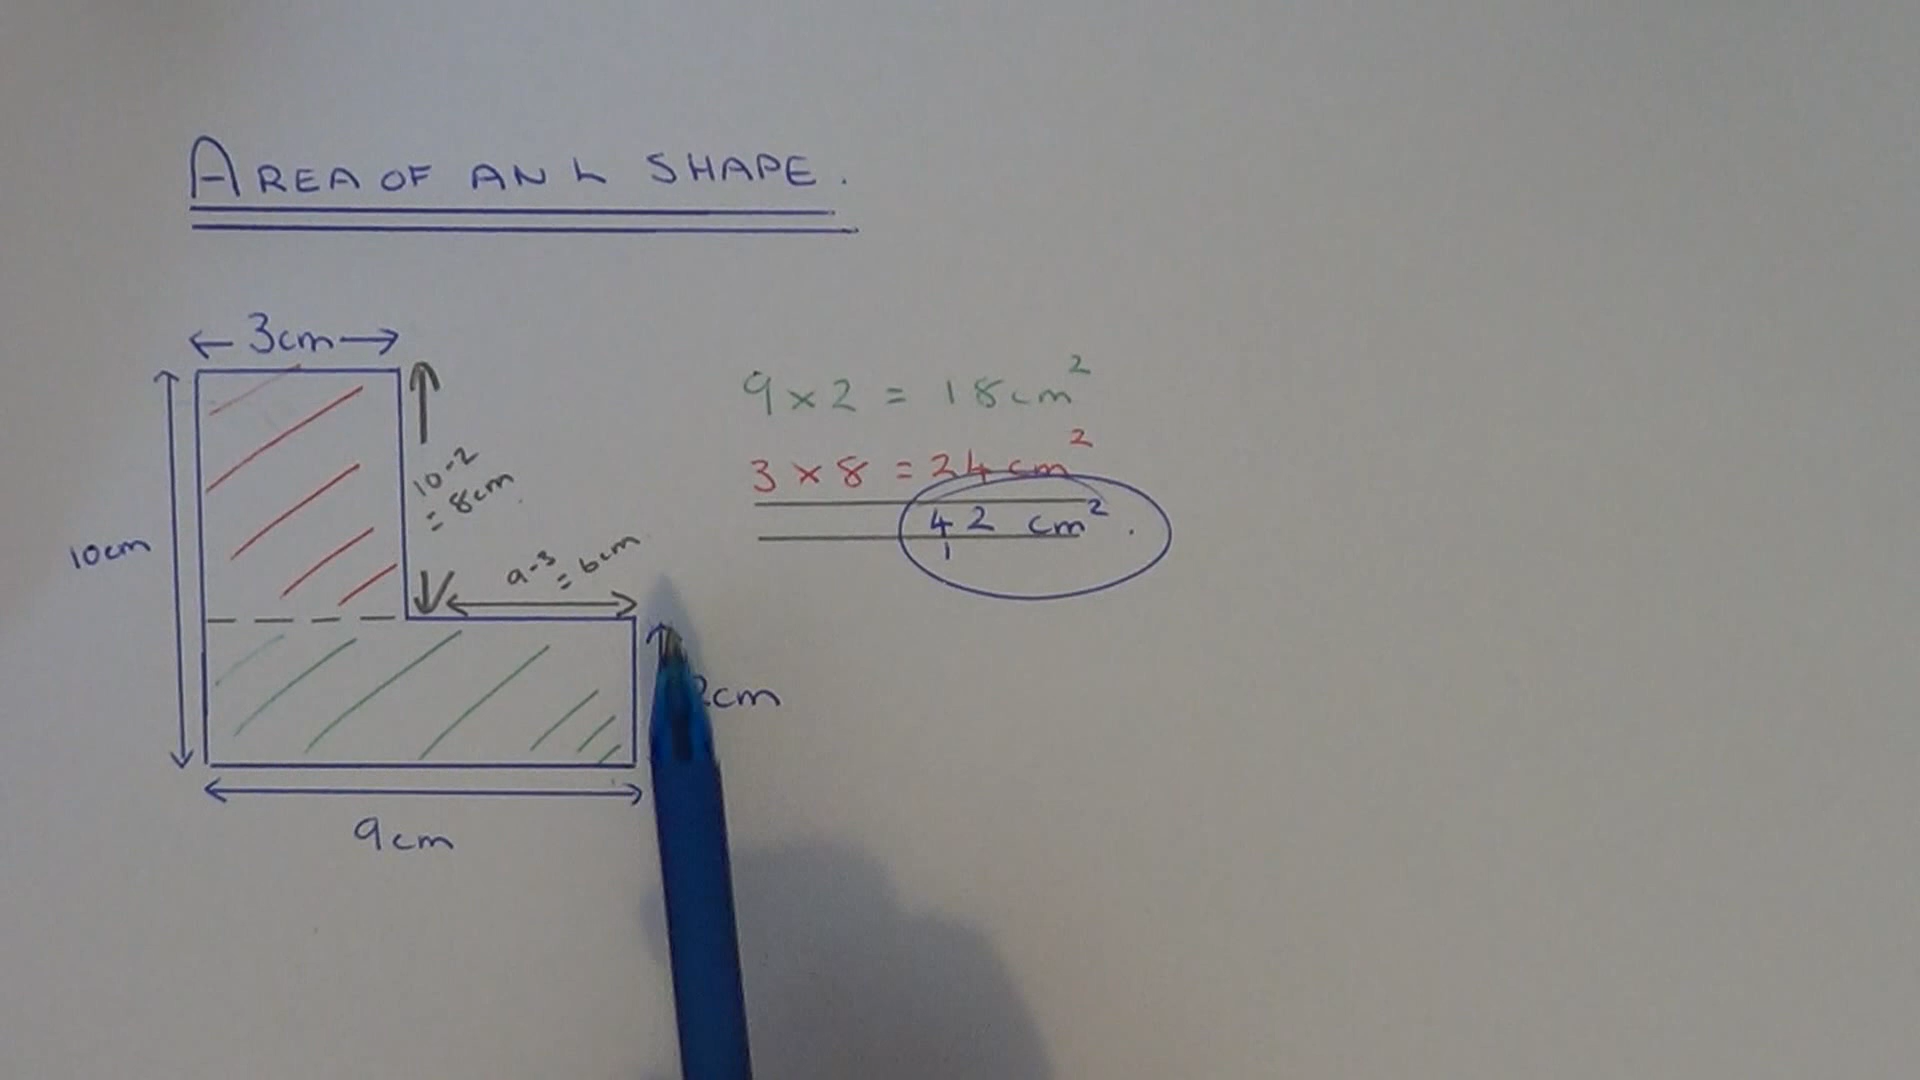 AREA OF AN L SHAPE.
3cm
10-2
= 8cm
10cm
9-3
= 6cm
2cm
9cm
9 x 2 = 18cm²
3 x 8 = 24cm²
42 cm².
1